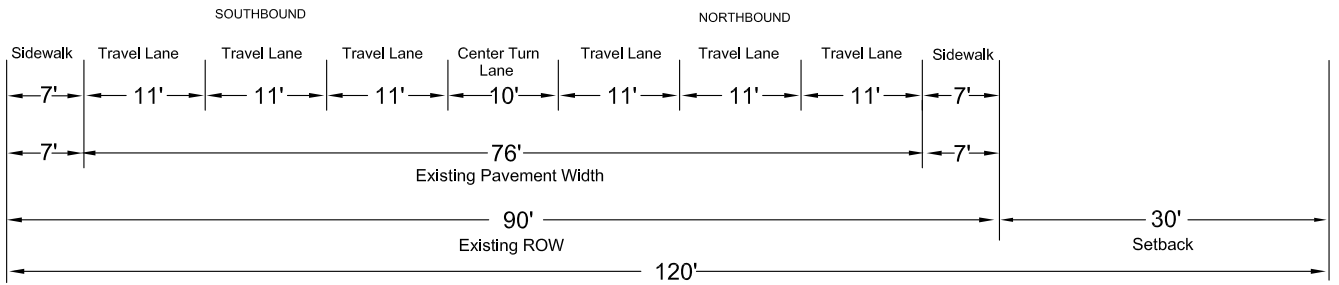 SOUTHBOUND NORTHBOUND
Sidewalk Travel Lane Travel Lane Travel Lane Center Turn Travel Lane Travel Lane Travel Lane Sidewalk
Lane
7' 11' 11' 11' 10' 11' 11' 11' 7'
7' 76' 7'
Existing Pavement Width
90' 30'
Existing ROW Setback
120'